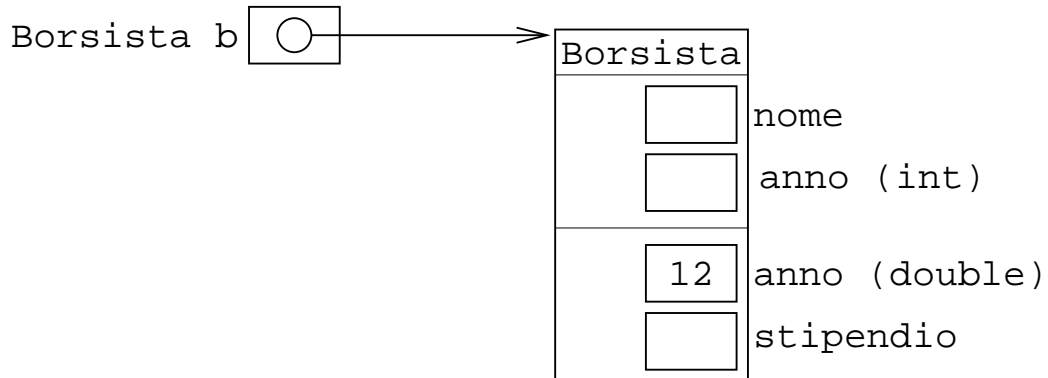 Borsista b
Borsista
nome
anno (int)
12 anno (double)
stipendio